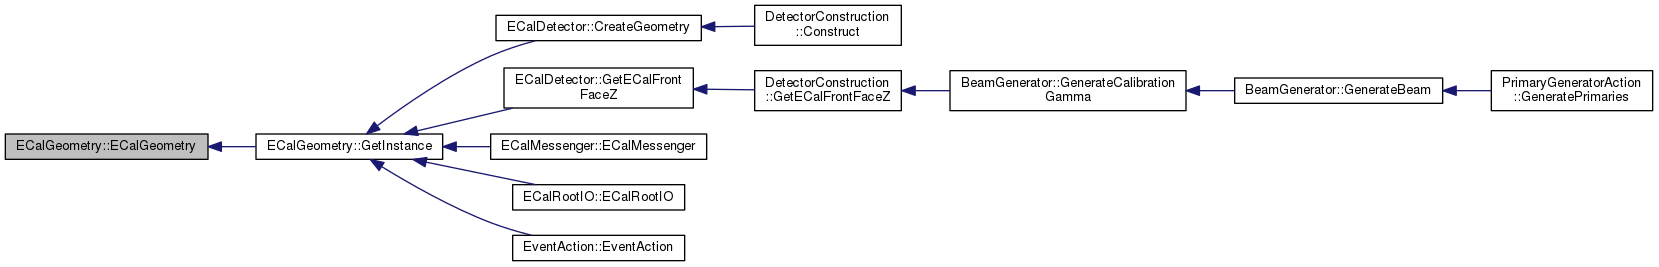 ECalGeometry::ECalGeometry
ECalGeometry::GetInstance
ECalDetector::CreateGeometry
DetectorConstruction
::Construct
ECalDetector::GetECalFront
FaceZ
DetectorConstruction
::GetECalFrontFaceZ
BeamGenerator::GenerateCalibration
Gamma
BeamGenerator::GenerateBeam
PrimaryGeneratorAction
::GeneratePrimaries
ECalMessenger::ECalMessenger
ECalRootIO::ECalRootIO
EventAction::EventAction